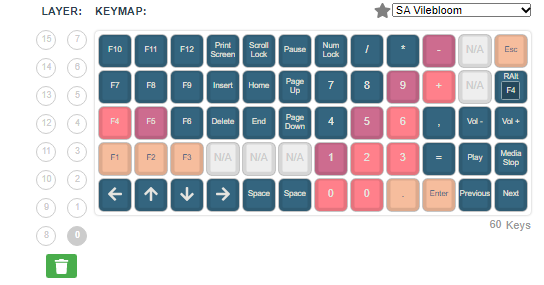 LAYER: KEYMAP: SA Vilebloom
15 7
14 6
13 5
12 4
11 3
10 2
9 1
8 0
F10 F11 F12 Print Screen Scroll Lock Pause Num Lock / * - N/A Esc
F7 F8 F9 Insert Home Page Up 7 8 9 + N/A RAlt F4
F4 F5 F6 Delete End Page Down 4 5 6 , Vol - Vol +
F1 F2 F3 N/A N/A N/A 1 2 3 = Play Media Stop
← ↑ ↓ → Space Space 0 0 . Enter Previous Next
60 Keys